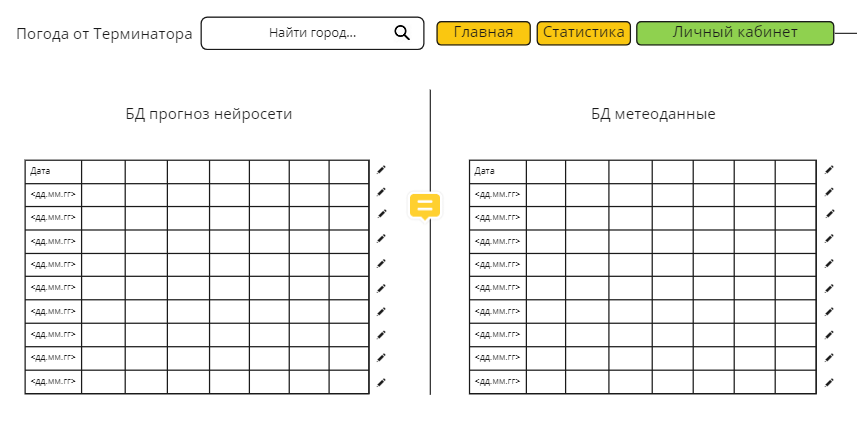 Погода от Терминатора
Найти город...
Главная
Статистика
Личный кабинет
БД прогноз нейросети
Дата
<дд.мм.гг>
<дд.мм.гг>
<дд.мм.гг>
<дд.мм.гг>
<дд.мм.гг>
<дд.мм.гг>
<дд.мм.гг>
<дд.мм.гг>
<дд.мм.гг>
БД метеоданные
Дата
<дд.мм.гг>
<дд.мм.гг>
<дд.мм.гг>
<дд.мм.гг>
<дд.мм.гг>
<дд.мм.гг>
<дд.мм.гг>
<дд.мм.гг>
<дд.мм.гг>